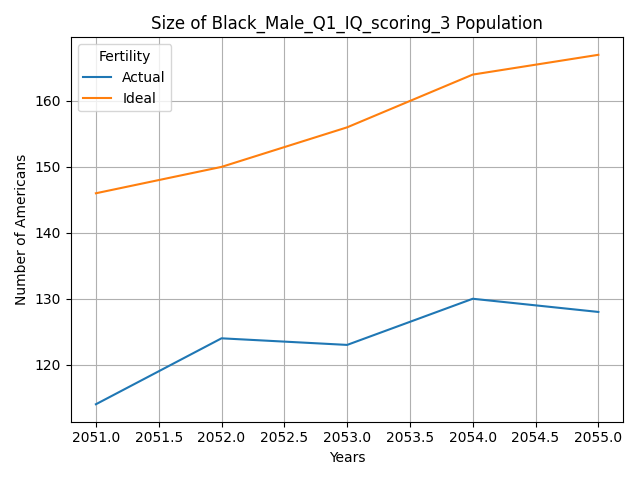 Size of Black_Male_Q1_IQ_scoring_3 Population
Fertility
Actual
Ideal
Number of Americans
160
150
140
130
120
2051.0 2051.5 2052.0 2052.5 2053.0 2053.5 2054.0 2054.5 2055.0
Years